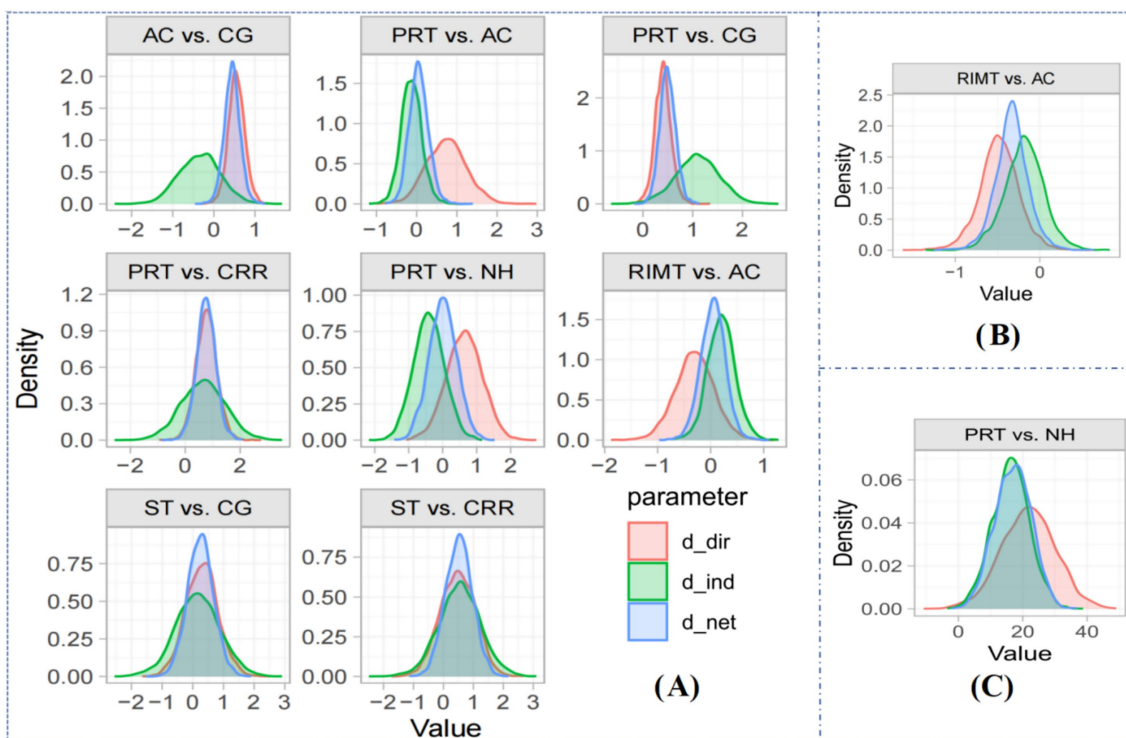 AC vs. CG
PRT vs. AC
PRT vs. CG
2.0
1.5
1.0
0.5
0.0
−2 −1 0 1
1.5
1.0
0.5
0.0
−1 0 1 2 3
2
1
0
0 1 2
PRT vs. CRR
PRT vs. NH
RIMT vs. AC
1.2
0.9
0.6
0.3
0.0
−2 0 2
1.00
0.75
0.50
0.25
0.00
−2 −1 0 1 2
1.5
1.0
0.5
0.0
−2 −1 0 1
Density
ST vs. CG
ST vs. CRR
0.75
0.50
0.25
0.00
−2 −1 0 1 2 3
0.75
0.50
0.25
0.00
−2 −1 0 1 2 3
Value
parameter
d_dir
d_ind
d_net
(A)
RIMT vs. AC
2.5
2.0
1.5
1.0
0.5
0.0
Density
−1 0
Value
(B)
PRT vs. NH
0.06
0.04
0.02
0.00
Density
0 20 40
Value
(C)